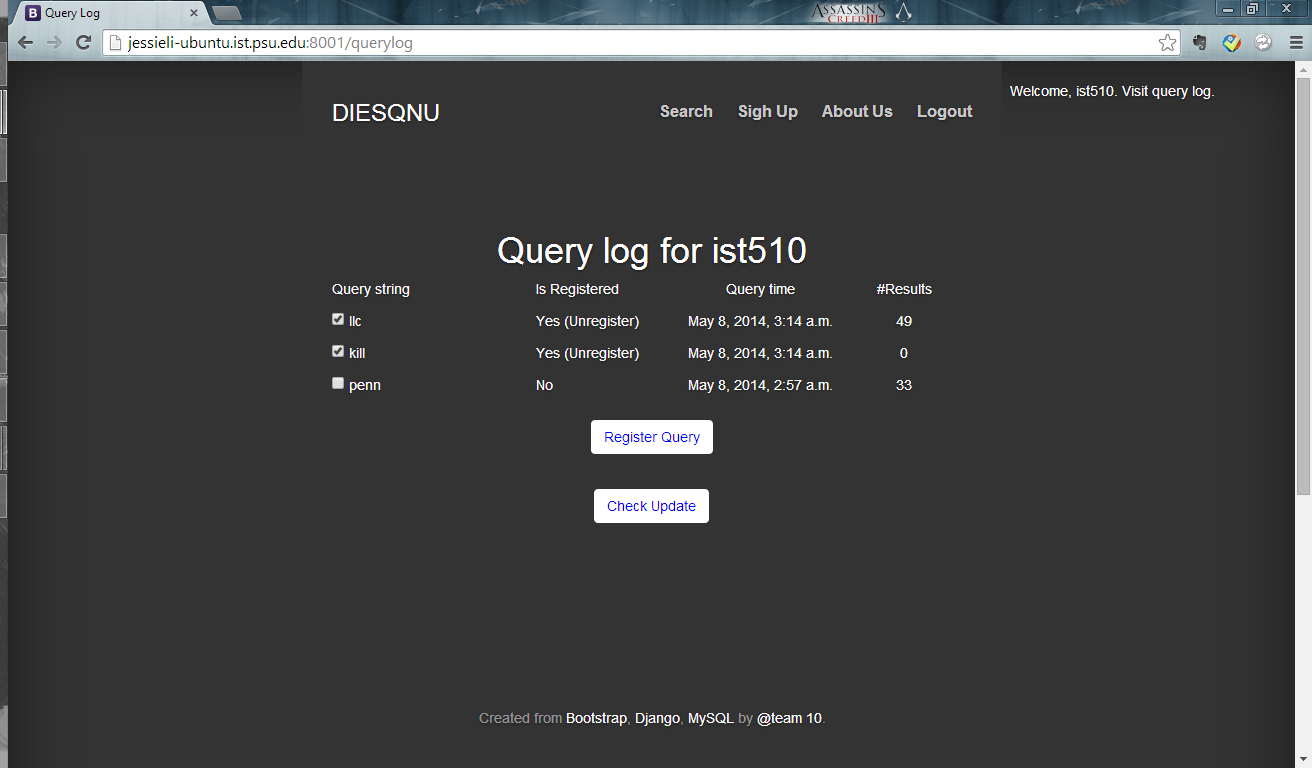 Query Log
ASSASSINS
CREED III
jessieli-ubuntu.ist.psu.edu:8001/querylog
Welcome, ist510. Visit query log.
DIESQNU Search Sigh Up About Us Logout
Query log for ist510
Query string Is Registered Query time #Results
llc Yes (Unregister) May 8, 2014, 3:14 a.m. 49
kill Yes (Unregister) May 8, 2014, 3:14 a.m. 0
penn No May 8, 2014, 2:57 a.m. 33
Register Query
Check Update
Created from Bootstrap, Django, MySQL by @team 10.